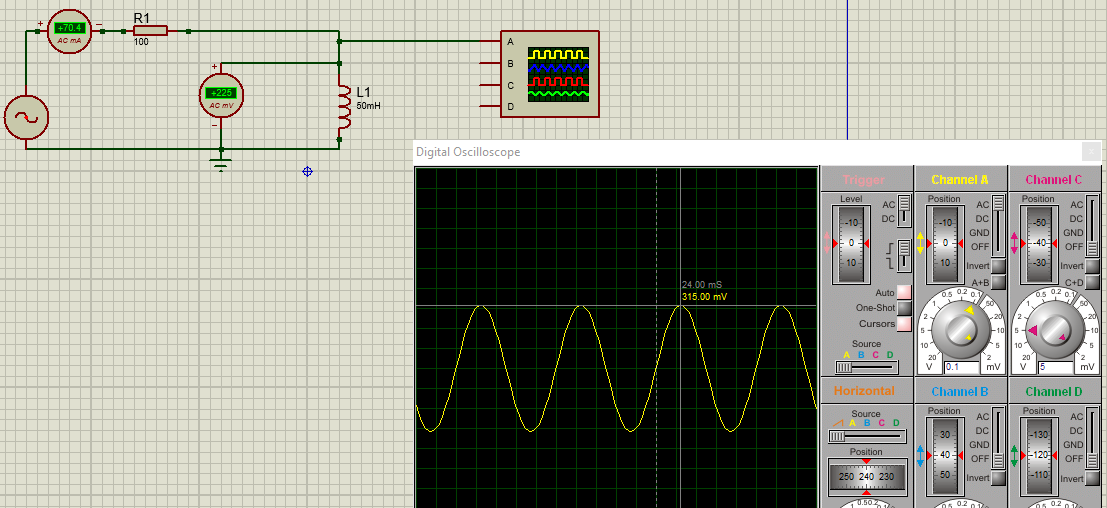 +
+70.4
−
AC mA
R1
100
+
+225
AC mV
−
L1
50mH
A
B
C
D
Digital Oscilloscope
24.00 mS
315.00 mV
Trigger
Level
-10
0
10
AC
DC
Auto
One-Shot
Cursors
Source
A B C D
Channel A
Position
-10
0
10
AC
DC
GND
OFF
Invert
A+B
0.5 0.2 0.1 50
1 20
2 10
5 5
10 2
20
V 0.1 mV
Channel C
Position
-50
-40
-30
AC
DC
GND
OFF
Invert
C+D
0.5 0.2 0.1 50
1 20
2 10
5 5
10 2
20
V 5 mV
Horizontal
Source
A B C D
Position
250 240 230
Channel B
Position
30
40
50
AC
DC
GND
OFF
Invert
Channel D
Position
-130
-120
-110
AC
DC
GND
OFF
Invert